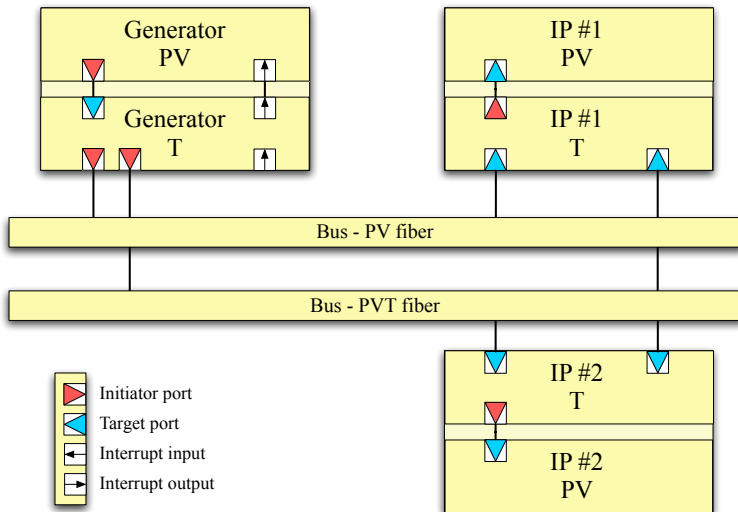 Generator
PV
Generator
T
IP #1
PV
IP #1
T
Bus - PV fiber
Bus - PVT fiber
IP #2
T
IP #2
PV
Initiator port
Target port
Interrupt input
Interrupt output